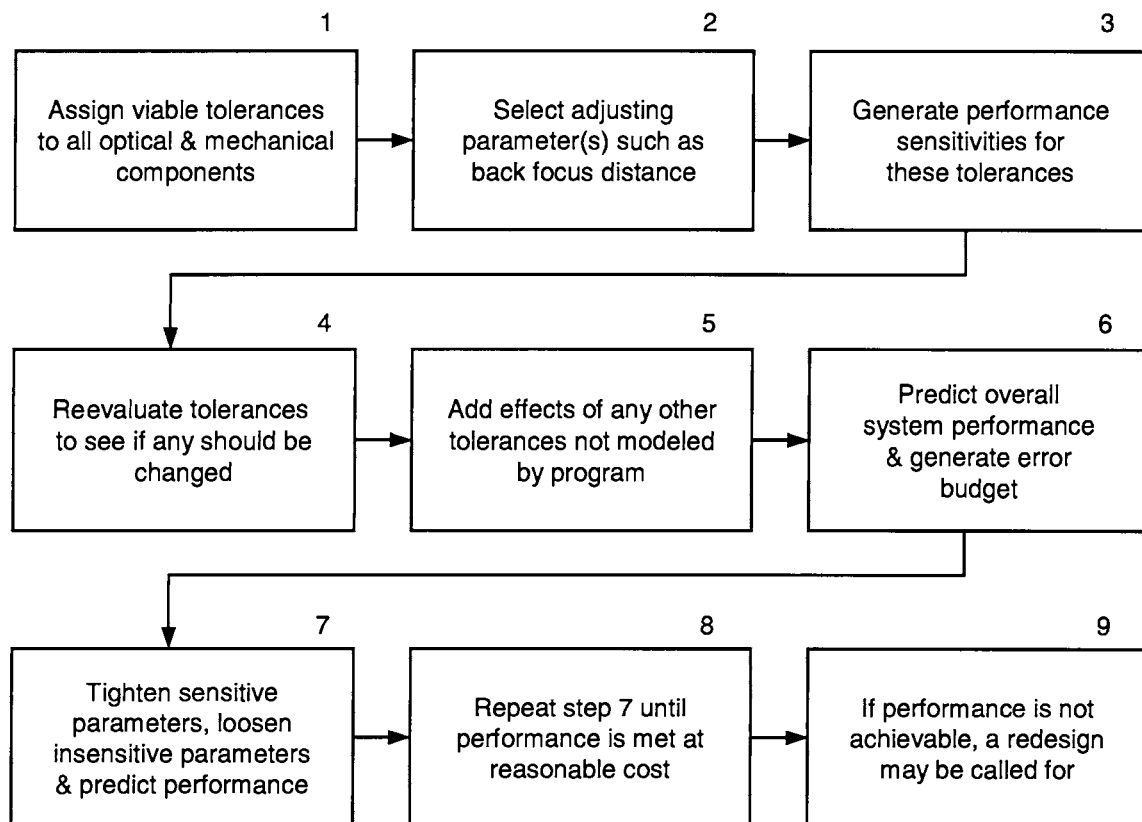 1
Assign viable tolerances
to all optical & mechanical
components
2
Select adjusting
parameter(s) such as
back focus distance
3
Generate performance
sensitivities for
these tolerances
4
Reevaluate tolerances
to see if any should be
changed
5
Add effects of any other
tolerances not modeled
by program
6
Predict overall
system performance
& generate error
budget
7
Tighten sensitive
parameters, loosen
insensitive parameters
& predict performance
8
Repeat step 7 until
performance is met at
reasonable cost
9
If performance is not
achievable, a redesign
may be called for